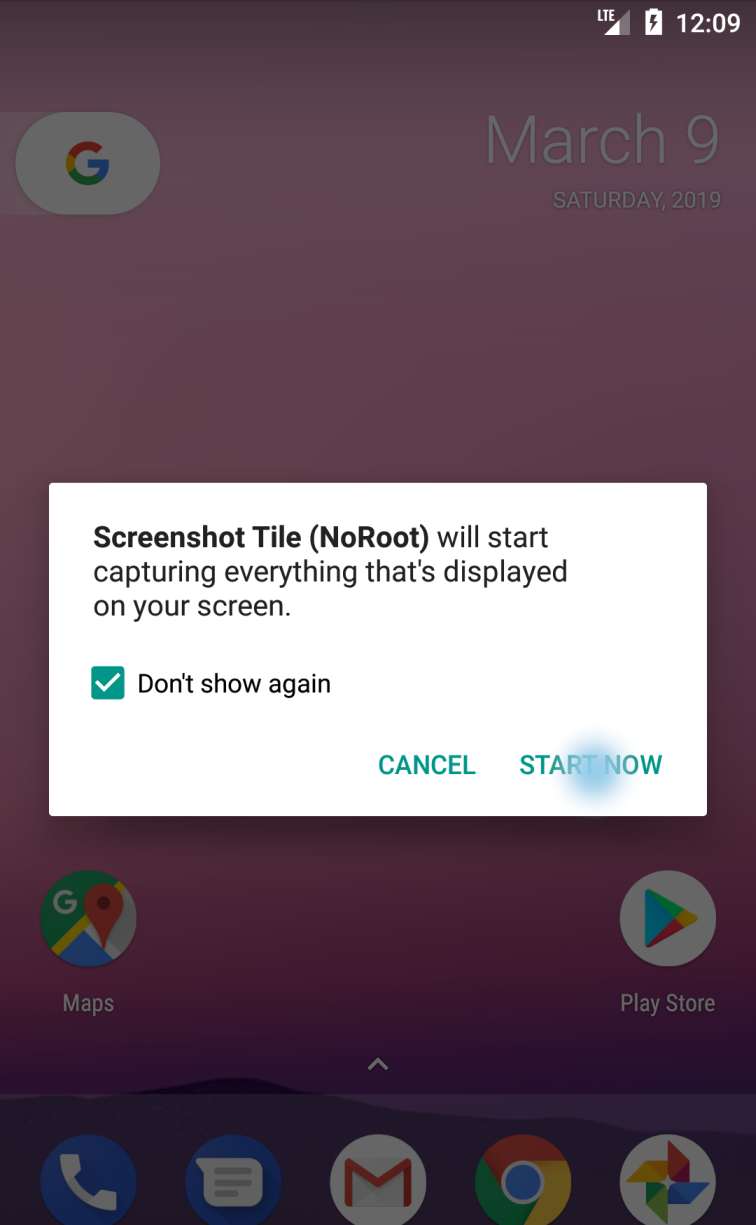 LTE 12:09
March 9
SATURDAY, 2019
Screenshot Tile (NoRoot) will start
capturing everything that's displayed
on your screen.
Don't show again
CANCEL START NOW
Maps Play Store